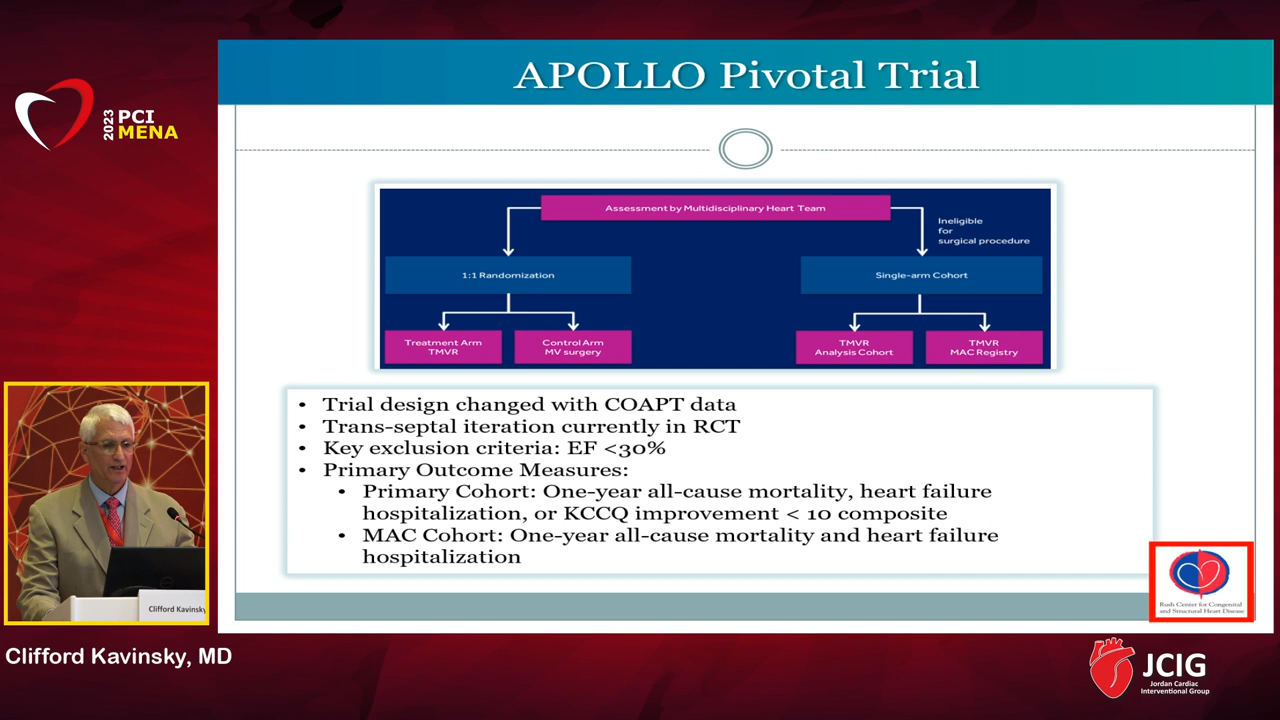 APOLLO Pivotal Trial
2023 PCI
MENA
Assessment by Multidisciplinary Heart Team
Ineligible
for
surgical procedure
1:1 Randomization
Single-arm Cohort
Treatment Arm
TMVR
Control Arm
MV surgery
TMVR
Analysis Cohort
TMVR
MAC Registry
• Trial design changed with COAPT data
• Trans-septal iteration currently in RCT
• Key exclusion criteria: EF <30%
• Primary Outcome Measures:
• Primary Cohort: One-year all-cause mortality, heart failure
hospitalization, or KCCQ improvement < 10 composite
• MAC Cohort: One-year all-cause mortality and heart failure
hospitalization
Rush Center for Congenital
and Structural Heart Disease
Clifford Kavinsky
Clifford Kavinsky, MD
JCIG
Jordan Cardiac
Interventional Group